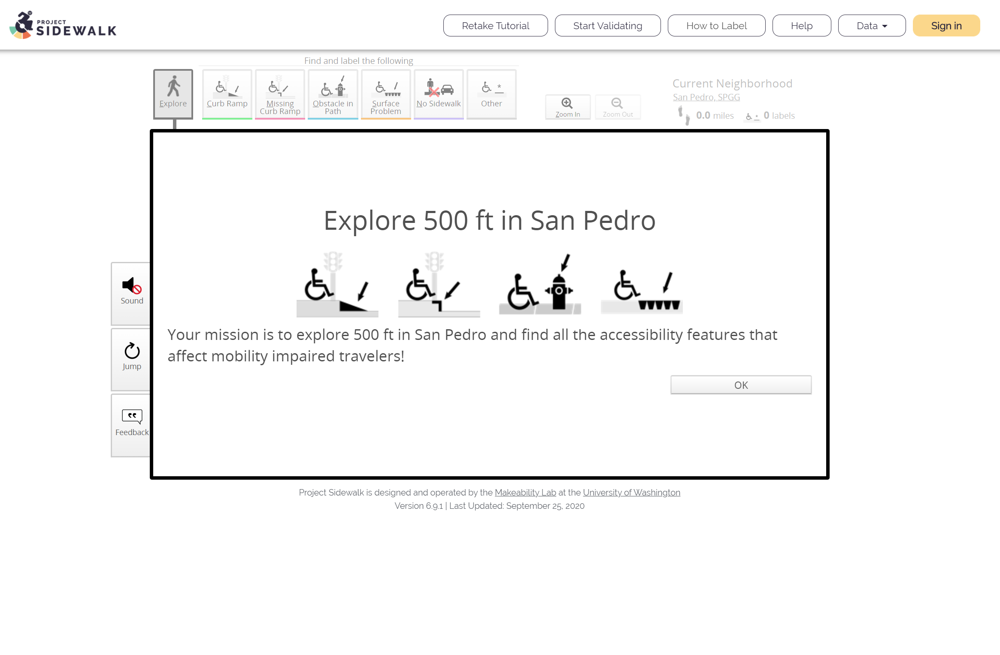 PROJECT
SIDEWALK
Retake Tutorial
Start Validating
How to Label
Help
Data
Sign in
Find and label the following
Explore
Curb Ramp
Missing
Curb Ramp
Obstacle in
Path
Surface
Problem
No Sidewalk
Other
Zoom In
Zoom Out
Current Neighborhood
San Pedro, SPGG
0.0 miles
0 labels
Explore 500 ft in San Pedro
Your mission is to explore 500 ft in San Pedro and find all the accessibility features that
affect mobility impaired travelers!
OK
Sound
Jump
Feedback
Project Sidewalk is designed and operated by the Makeability Lab at the University of Washington
Version 6.9.1 | Last Updated: September 25, 2020